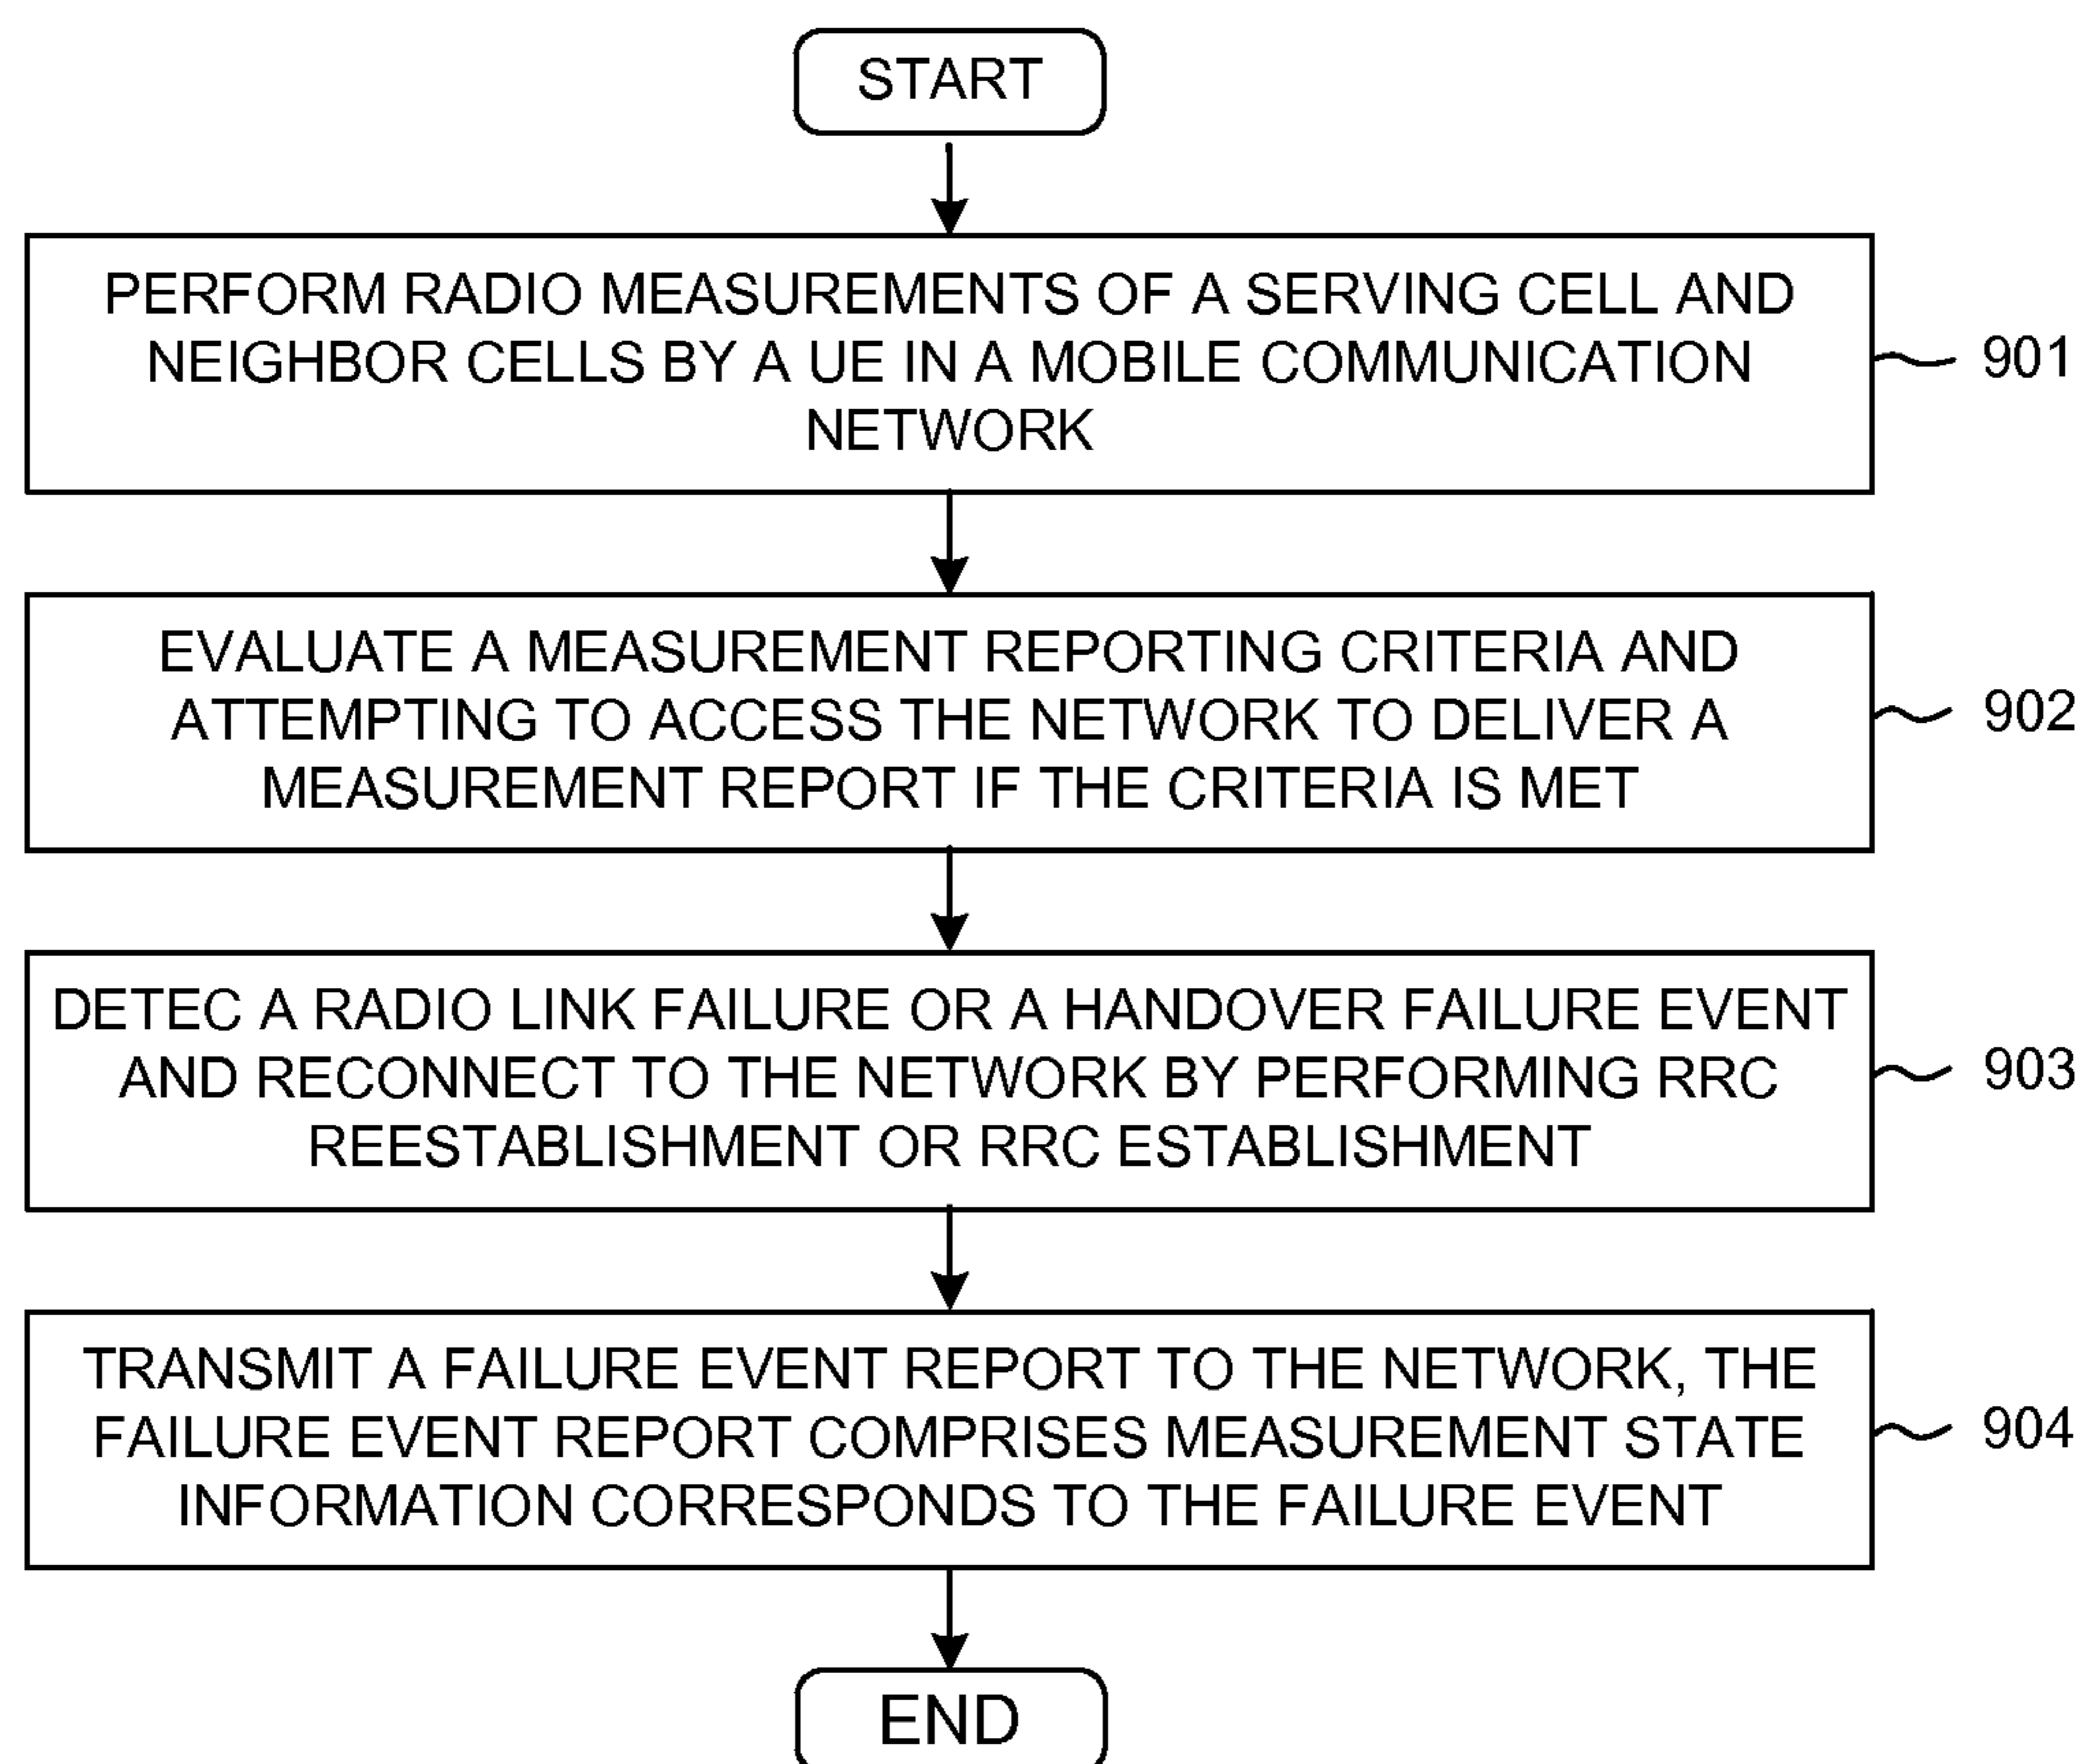 START
PERFORM RADIO MEASUREMENTS OF A SERVING CELL AND
NEIGHBOR CELLS BY A UE IN A MOBILE COMMUNICATION
NETWORK
901
EVALUATE A MEASUREMENT REPORTING CRITERIA AND
ATTEMPTING TO ACCESS THE NETWORK TO DELIVER A
MEASUREMENT REPORT IF THE CRITERIA IS MET
902
DETEC A RADIO LINK FAILURE OR A HANDOVER FAILURE EVENT
AND RECONNECT TO THE NETWORK BY PERFORMING RRC
REESTABLISHMENT OR RRC ESTABLISHMENT
903
TRANSMIT A FAILURE EVENT REPORT TO THE NETWORK, THE
FAILURE EVENT REPORT COMPRISES MEASUREMENT STATE
INFORMATION CORRESPONDS TO THE FAILURE EVENT
904
END